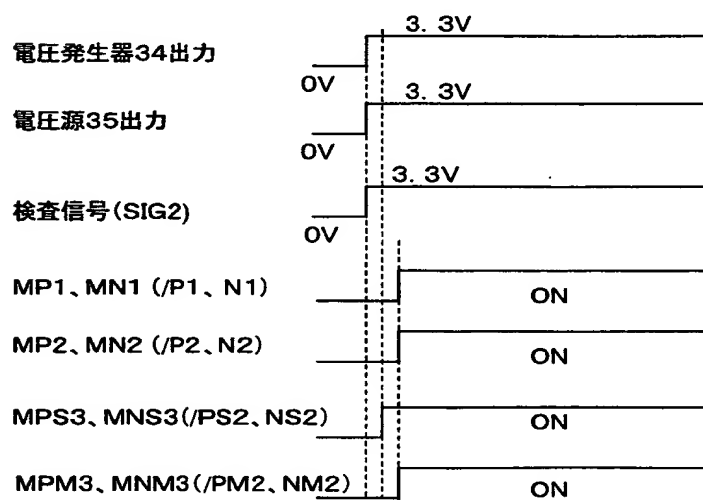 3. 3V
電圧発生器34出力
0V
3. 3V
電圧源35出力
0V
3. 3V
検査信号(SIG2)
0V
MP1、MN1 (/P1、N1)
ON
MP2、MN2 (/P2、N2)
ON
MPS3、MNS3(/PS2、NS2)
ON
MPM3、MNM3(/PM2、NM2)
ON